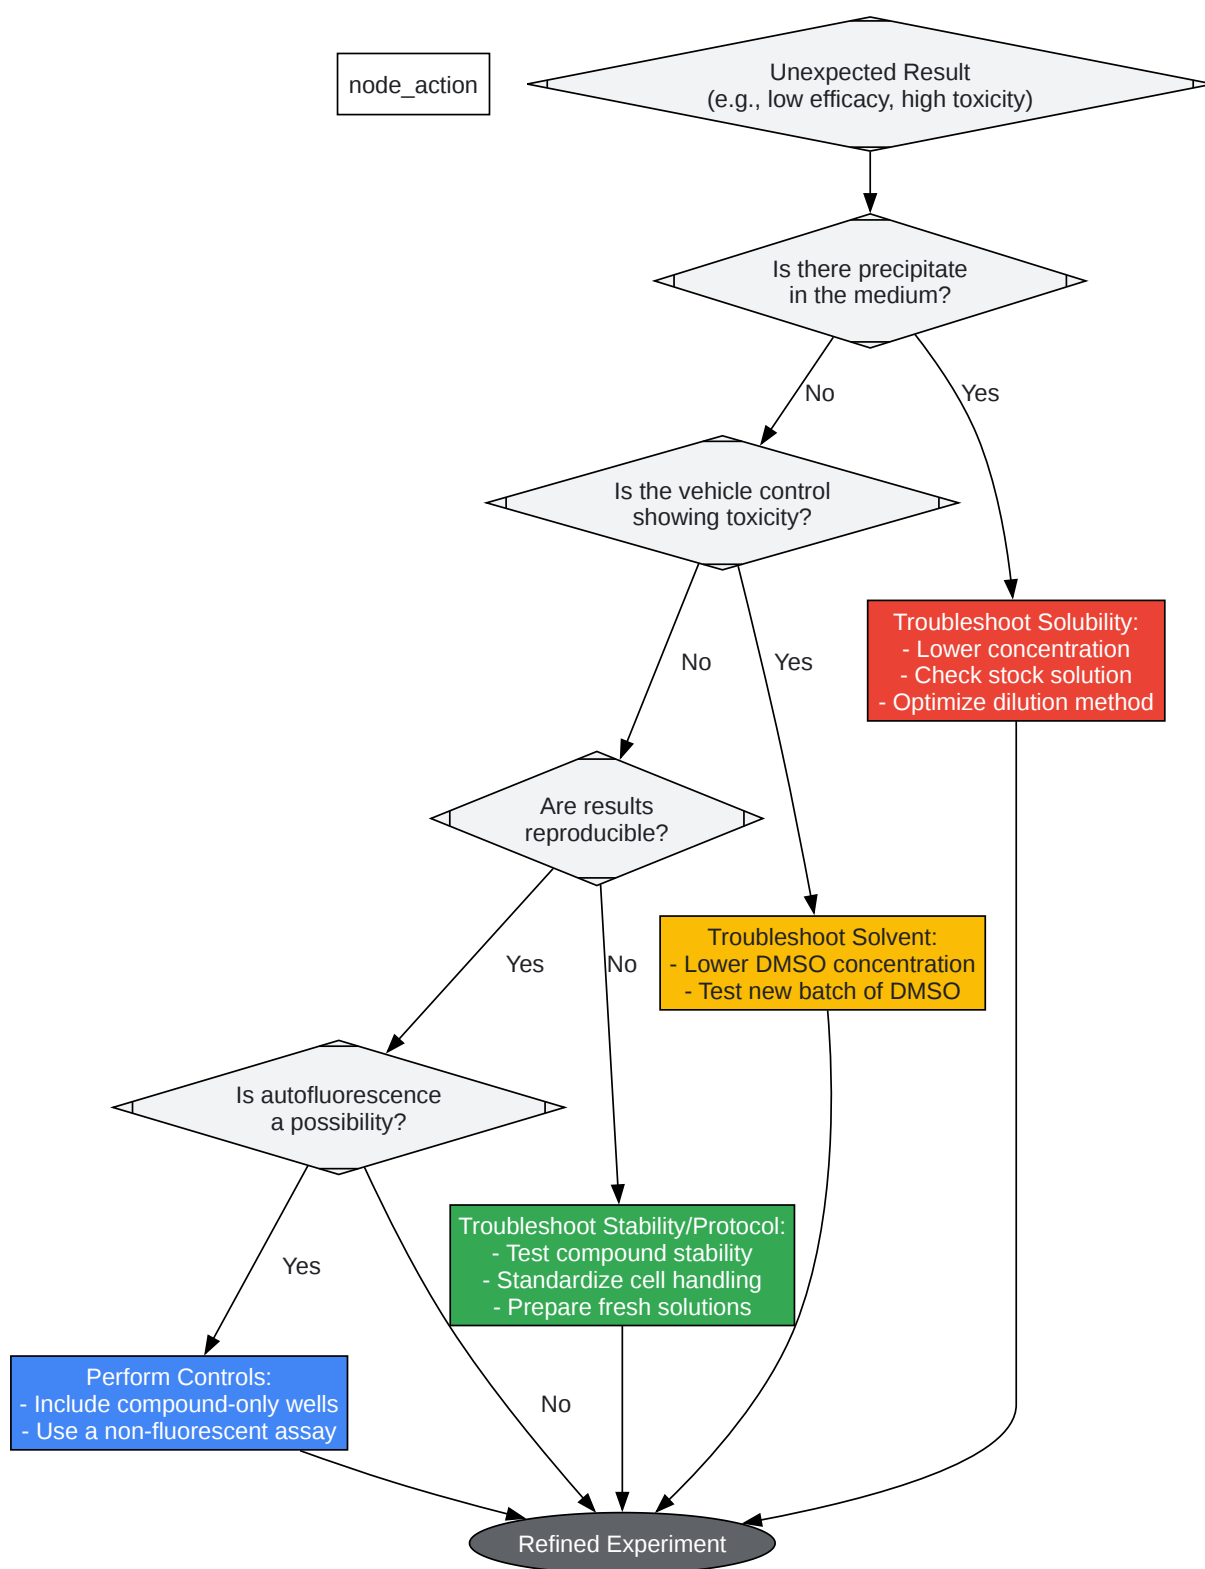 node_action
Unexpected Result
(e.g., low efficacy, high toxicity)
Is there precipitate
in the medium?
No
Yes
Is the vehicle control
showing toxicity?
Troubleshoot Solubility:
- Lower concentration
- Check stock solution
- Optimize dilution method
No
Yes
Are results
reproducible?
Troubleshoot Solvent:
- Lower DMSO concentration
- Test new batch of DMSO
Yes
No
Is autofluorescence
a possibility?
Troubleshoot Stability/Protocol:
- Test compound stability
- Standardize cell handling
- Prepare fresh solutions
Yes
No
Perform Controls:
- Include compound-only wells
- Use a non-fluorescent assay
Refined Experiment